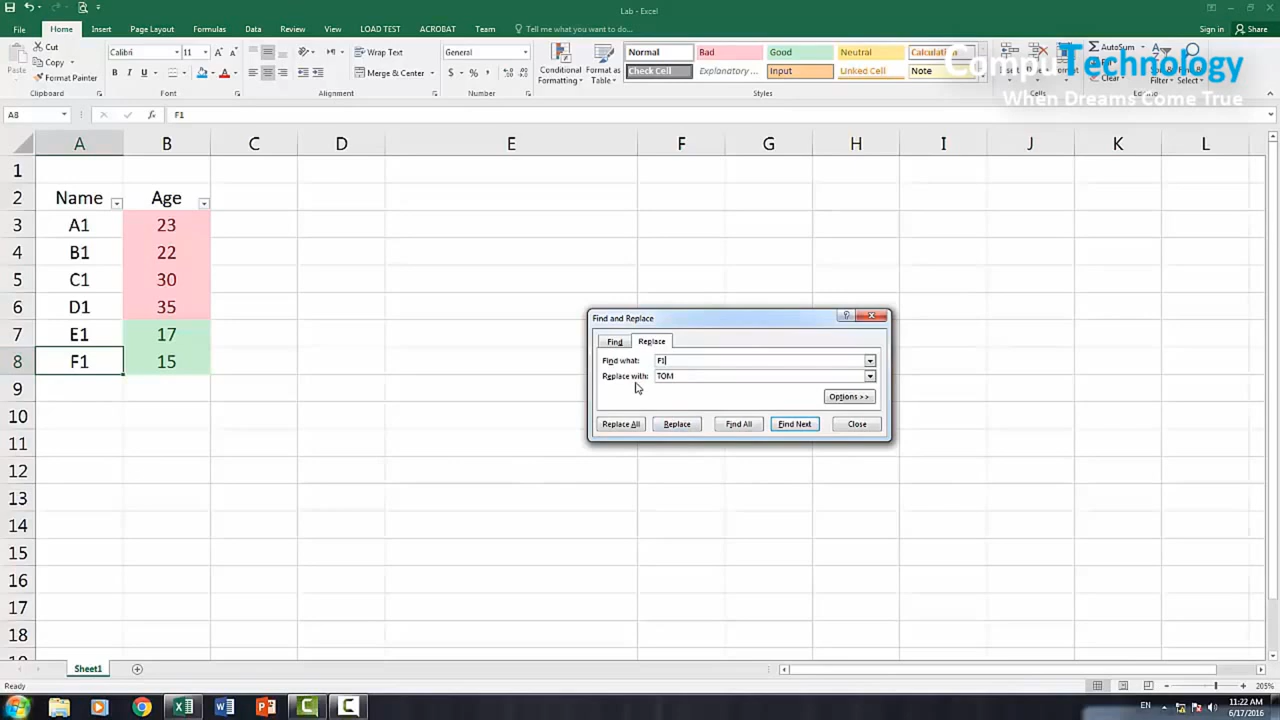 Lab - Excel
File Home Insert Page Layout Formulas Data Review View LOAD TEST ACROBAT Team Tell me what you want to do... Sign in Share
Paste
Cut
Copy
Format Painter
Clipboard
Calibri 11
B I U
Font
Wrap Text
Merge & Center
Alignment
General
$ % ,
Number
Conditional Formatting
Format as Table
Normal Bad Good Neutral Calculation
Check Cell Explanatory ... Input Linked Cell Note
Styles
Cells
AutoSum
Clear
Filter
Select
CompuTechnology
When Dreams Come True
A8 fx F1
A B C D E F G H I J K L
1
2 Name Age
3 A1 23
4 B1 22
5 C1 30
6 D1 35
7 E1 17
8 F1 15
9
10
11
12
13
14
15
16
17
18
Find and Replace
Find Replace
Find what: F1
Replace with: TOM
Options >>
Replace All Replace Find All Find Next Close
Sheet1
Ready 205%
EN 11:22 AM
6/17/2016